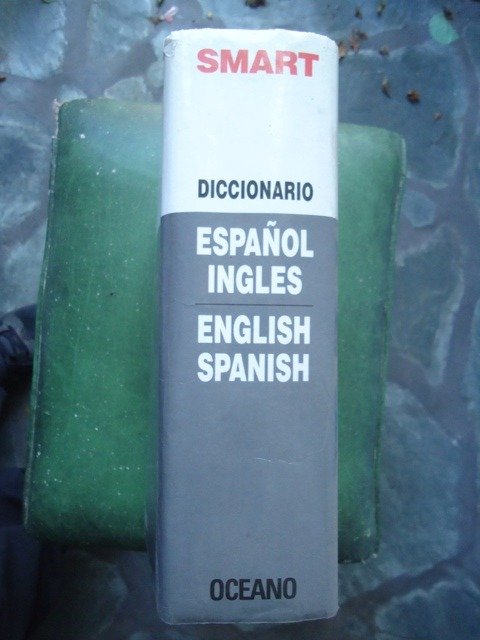 SMART
DICCIONARIO
ESPAÑOL
INGLES
ENGLISH
SPANISH
OCEANO